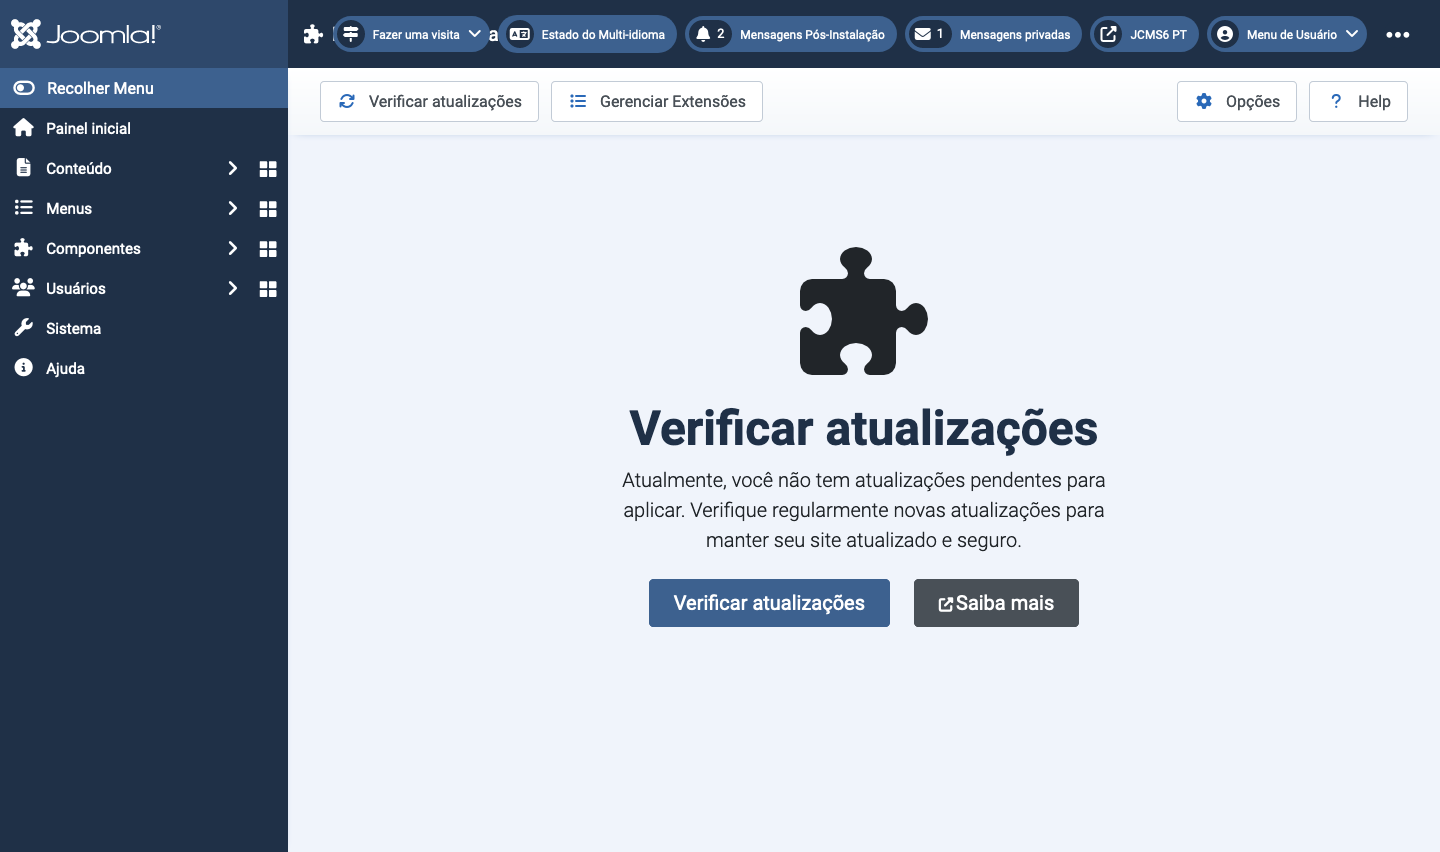 Joomla!
Fazer uma visita
Estado do Multi-idioma
2 Mensagens Pós-Instalação
1 Mensagens privadas
JCMS6 PT
Menu de Usuário
Recolher Menu
Verificar atualizações
Gerenciar Extensões
Opções
? Help
Painel inicial
Conteúdo
Menus
Componentes
Usuários
Sistema
Ajuda
Verificar atualizações
Atualmente, você não tem atualizações pendentes para
aplicar. Verifique regularmente novas atualizações para
manter seu site atualizado e seguro.
Verificar atualizações
Saiba mais